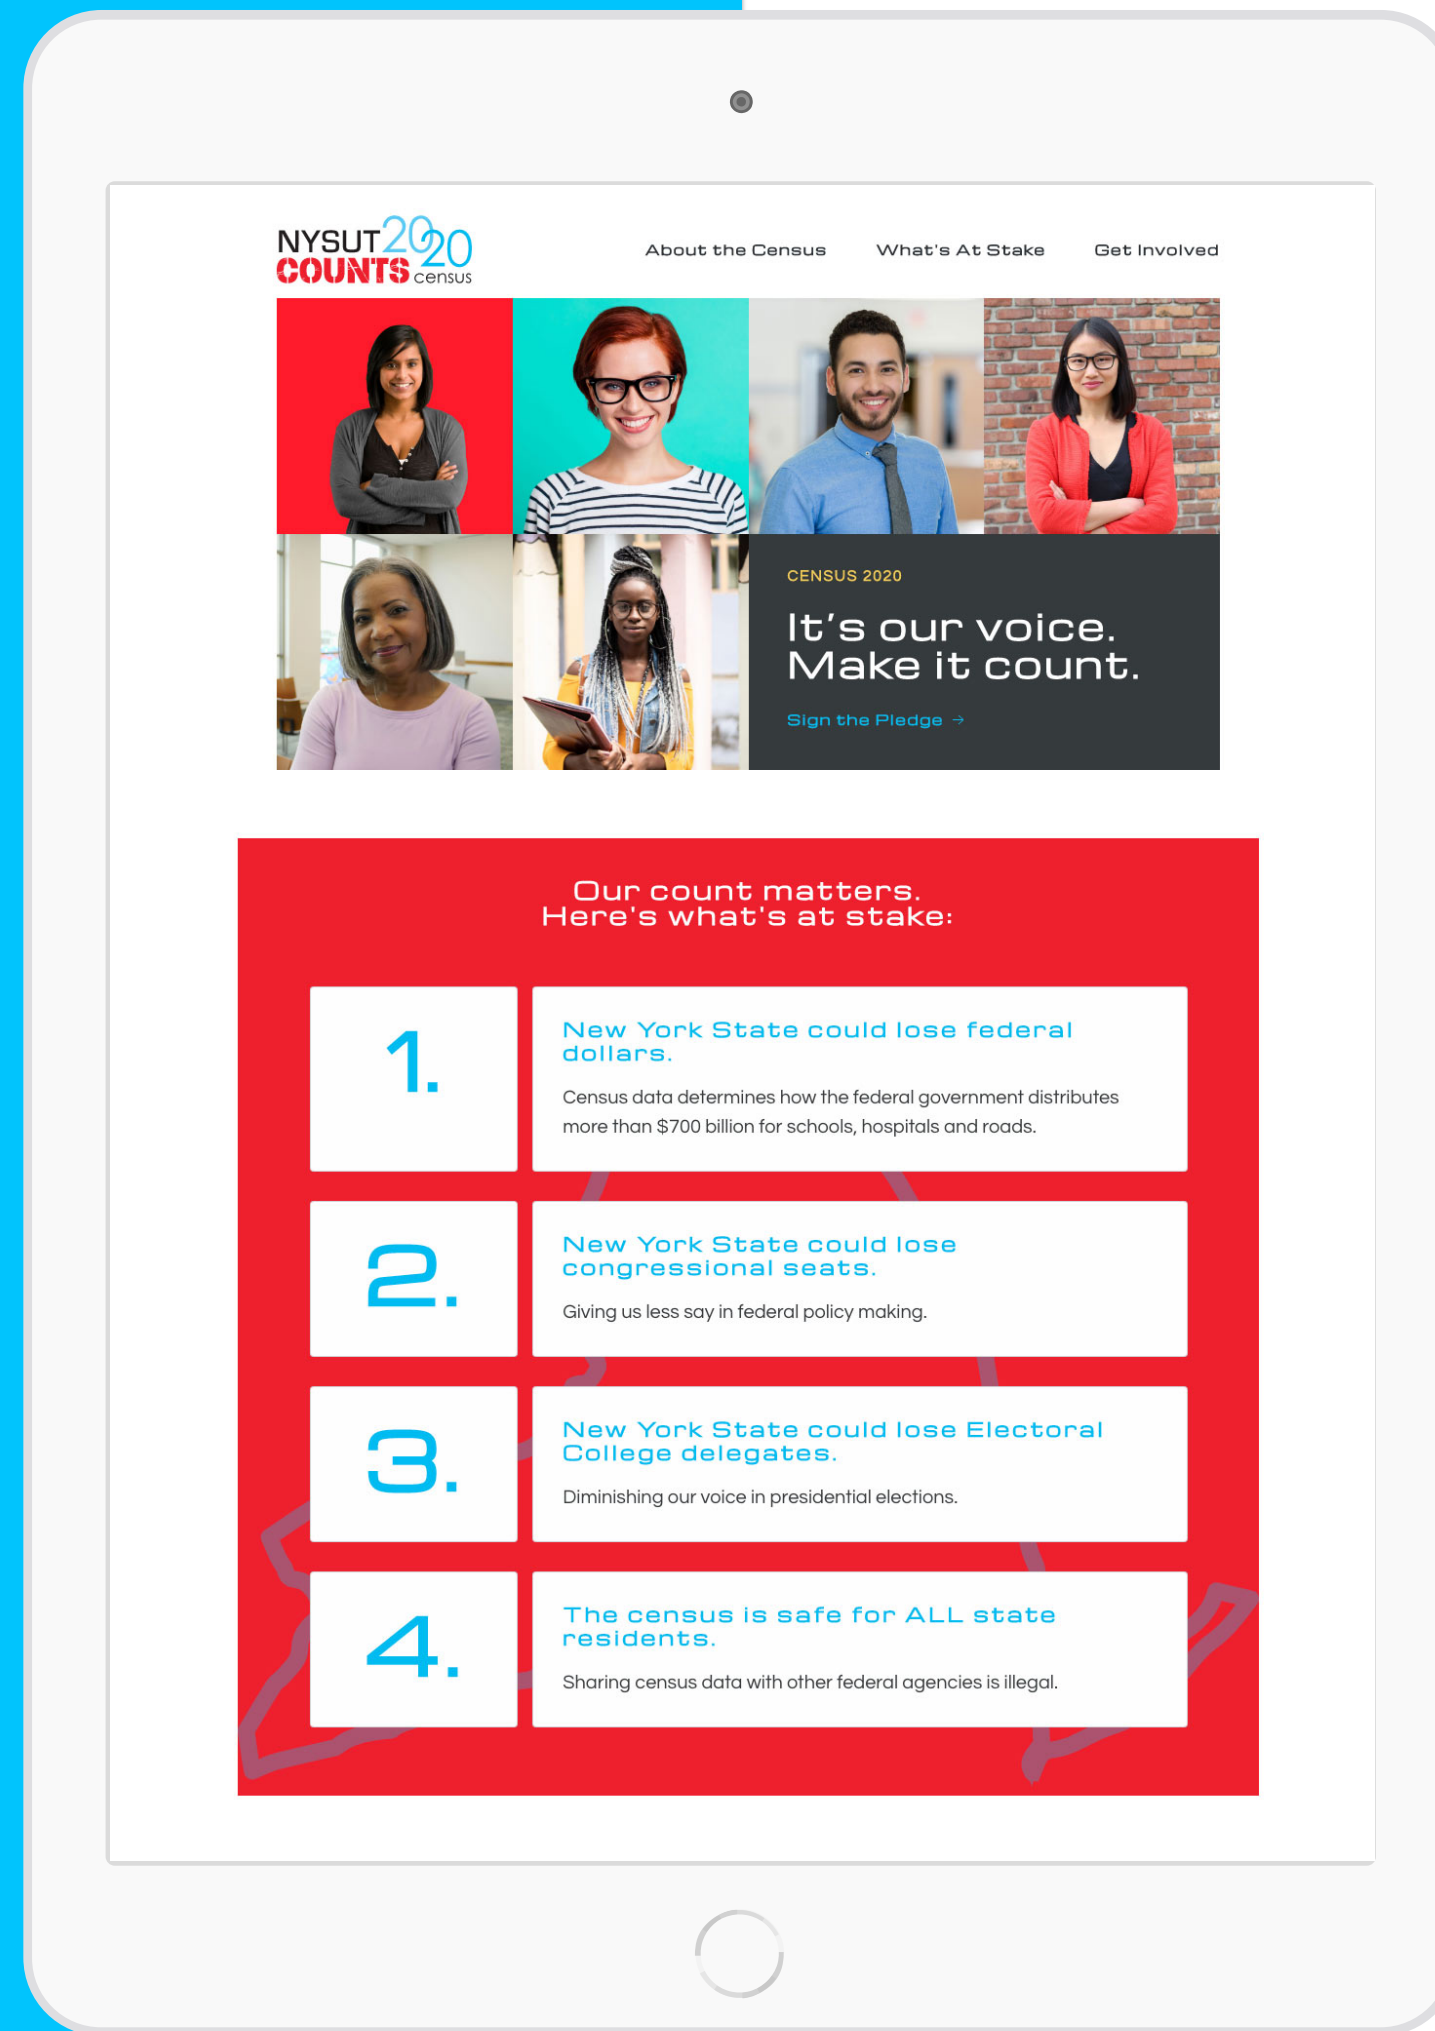 NYSUT 2020
COUNTS census
About the Census What's At Stake Get Involved
CENSUS 2020
It's our voice.
Make it count.
Sign the Pledge →
Our count matters.
Here's what's at stake:
1.
New York State could lose federal
dollars.
Census data determines how the federal government distributes
more than $700 billion for schools, hospitals and roads.
2.
New York State could lose
congressional seats.
Giving us less say in federal policy making.
3.
New York State could lose Electoral
College delegates.
Diminishing our voice in presidential elections.
4.
The census is safe for ALL state
residents.
Sharing census data with other federal agencies is illegal.